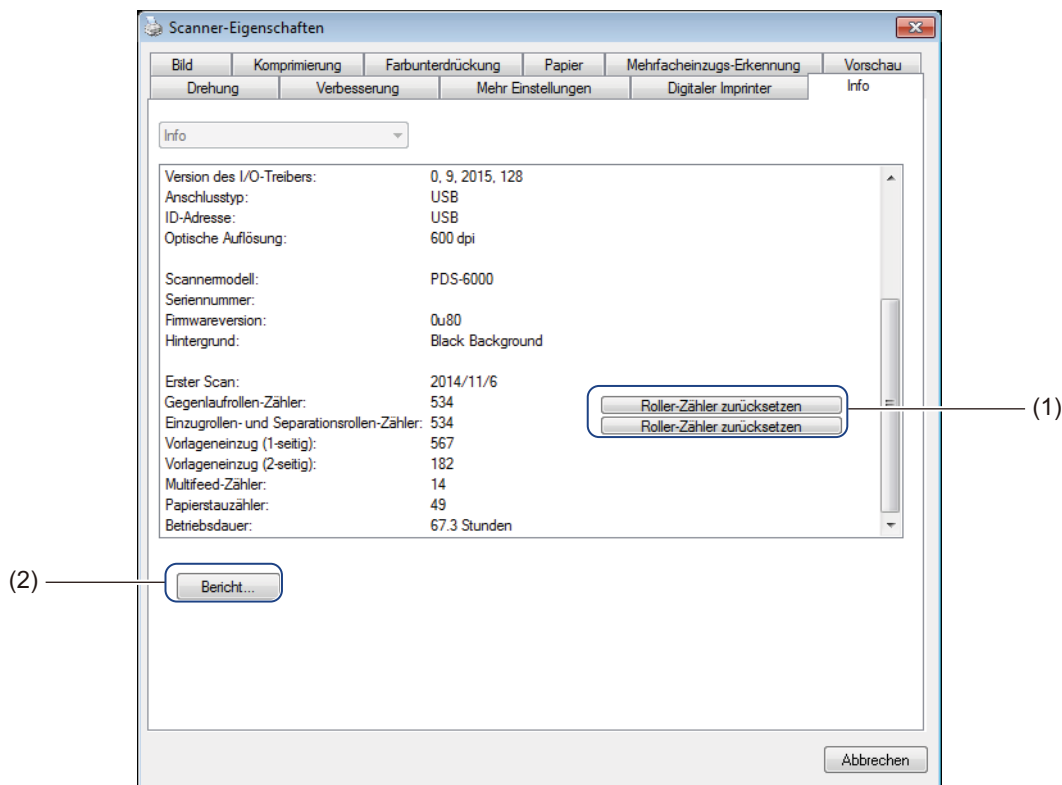 Scanner-Eigenschaften
Bild Komprimierung Farbunterdrückung Papier Mehrfacheinzugs-Erkennung Vorschau
Drehung Verbesserung Mehr Einstellungen Digitaler Imprinter Info
Info
Version des I/O-Treibers: 0, 9, 2015, 128
Anschlusstyp: USB
ID-Adresse: USB
Optische Auflösung: 600 dpi
Scannermodell: PDS-6000
Seriennummer:
Firmwareversion: 0u80
Hintergrund: Black Background
Erster Scan: 2014/11/6
Gegenlaufrollen-Zähler: 534 Roller-Zähler zurücksetzen (1)
Einzugrollen- und Separationsrollen-Zähler: 534 Roller-Zähler zurücksetzen
Vorlageneinzug (1-seitig): 567
Vorlageneinzug (2-seitig): 182
Multifeed-Zähler: 14
Papierstauzähler: 49
Betriebsdauer: 67.3 Stunden
(2) Bericht...
Abbrechen